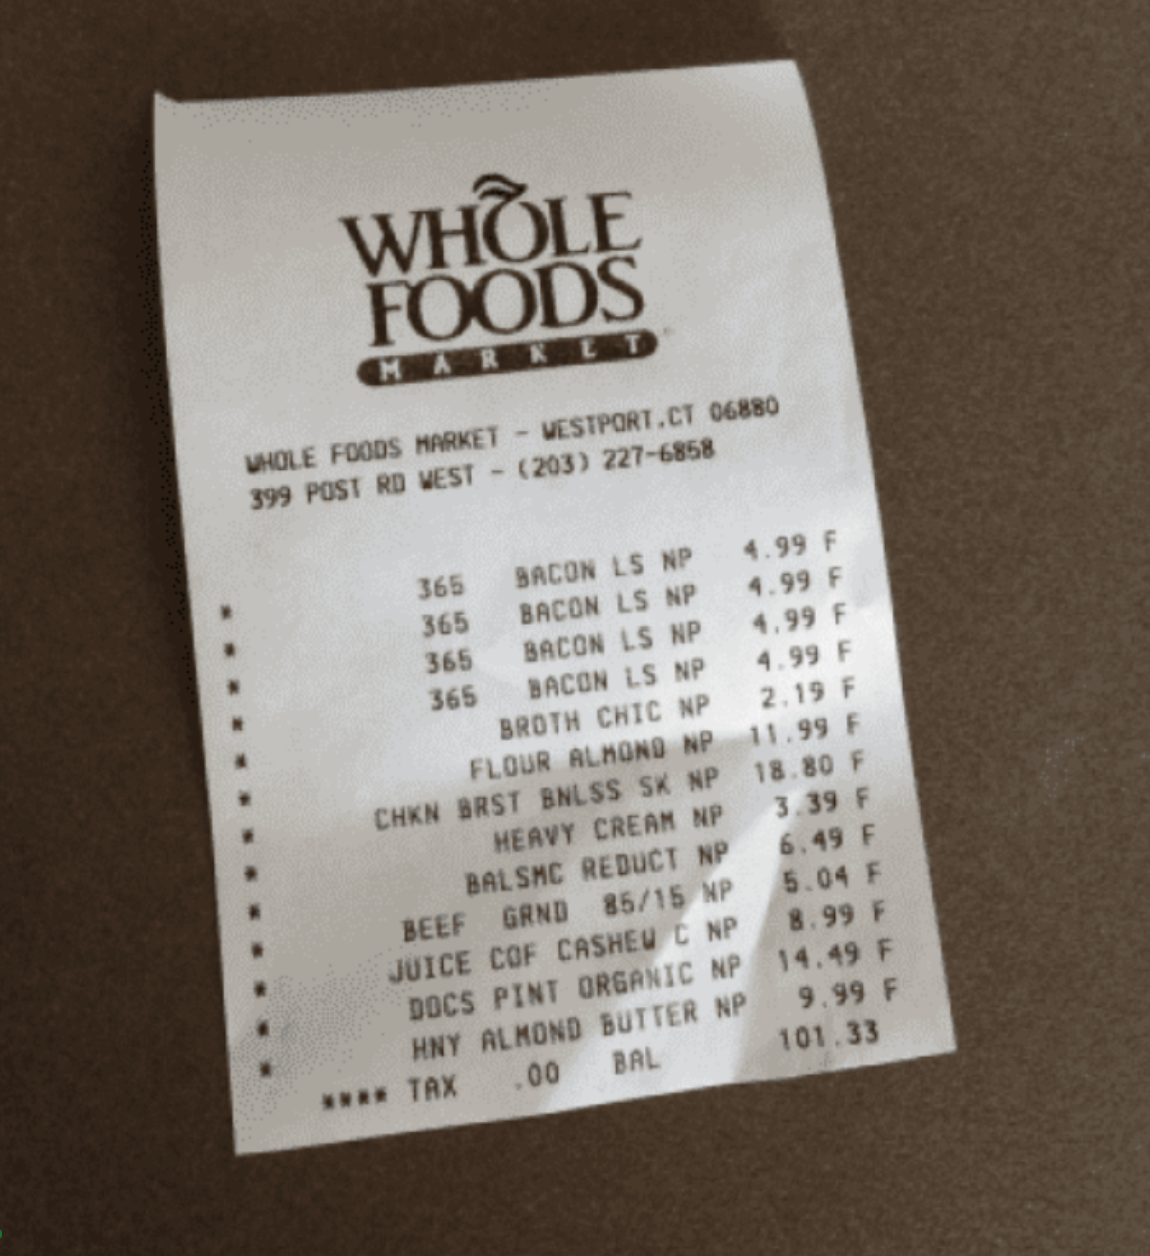 WHOLE
FOODS
MARKET
WHOLE FOODS MARKET - WESTPORT.CT 06880
399 POST RD WEST - (203) 227-6858
* 365 BACON LS NP 4.99 F
* 365 BACON LS NP 4.99 F
* 365 BACON LS NP 4.99 F
* 365 BACON LS NP 4.99 F
* BROTH CHIC NP 2.19 F
* FLOUR ALMOND NP 11.99 F
* CHKN BRST BNLSS SK NP 18.80 F
* HEAVY CREAM NP 3.39 F
* BALSMC REDUCT NP 6.49 F
* BEEF GRND 85/15 NP 5.04 F
* JUICE COF CASHEW C NP 8.99 F
* DOCS PINT ORGANIC NP 14.49 F
* HNY ALMOND BUTTER NP 9.99 F
**** TAX .00 BAL 101.33